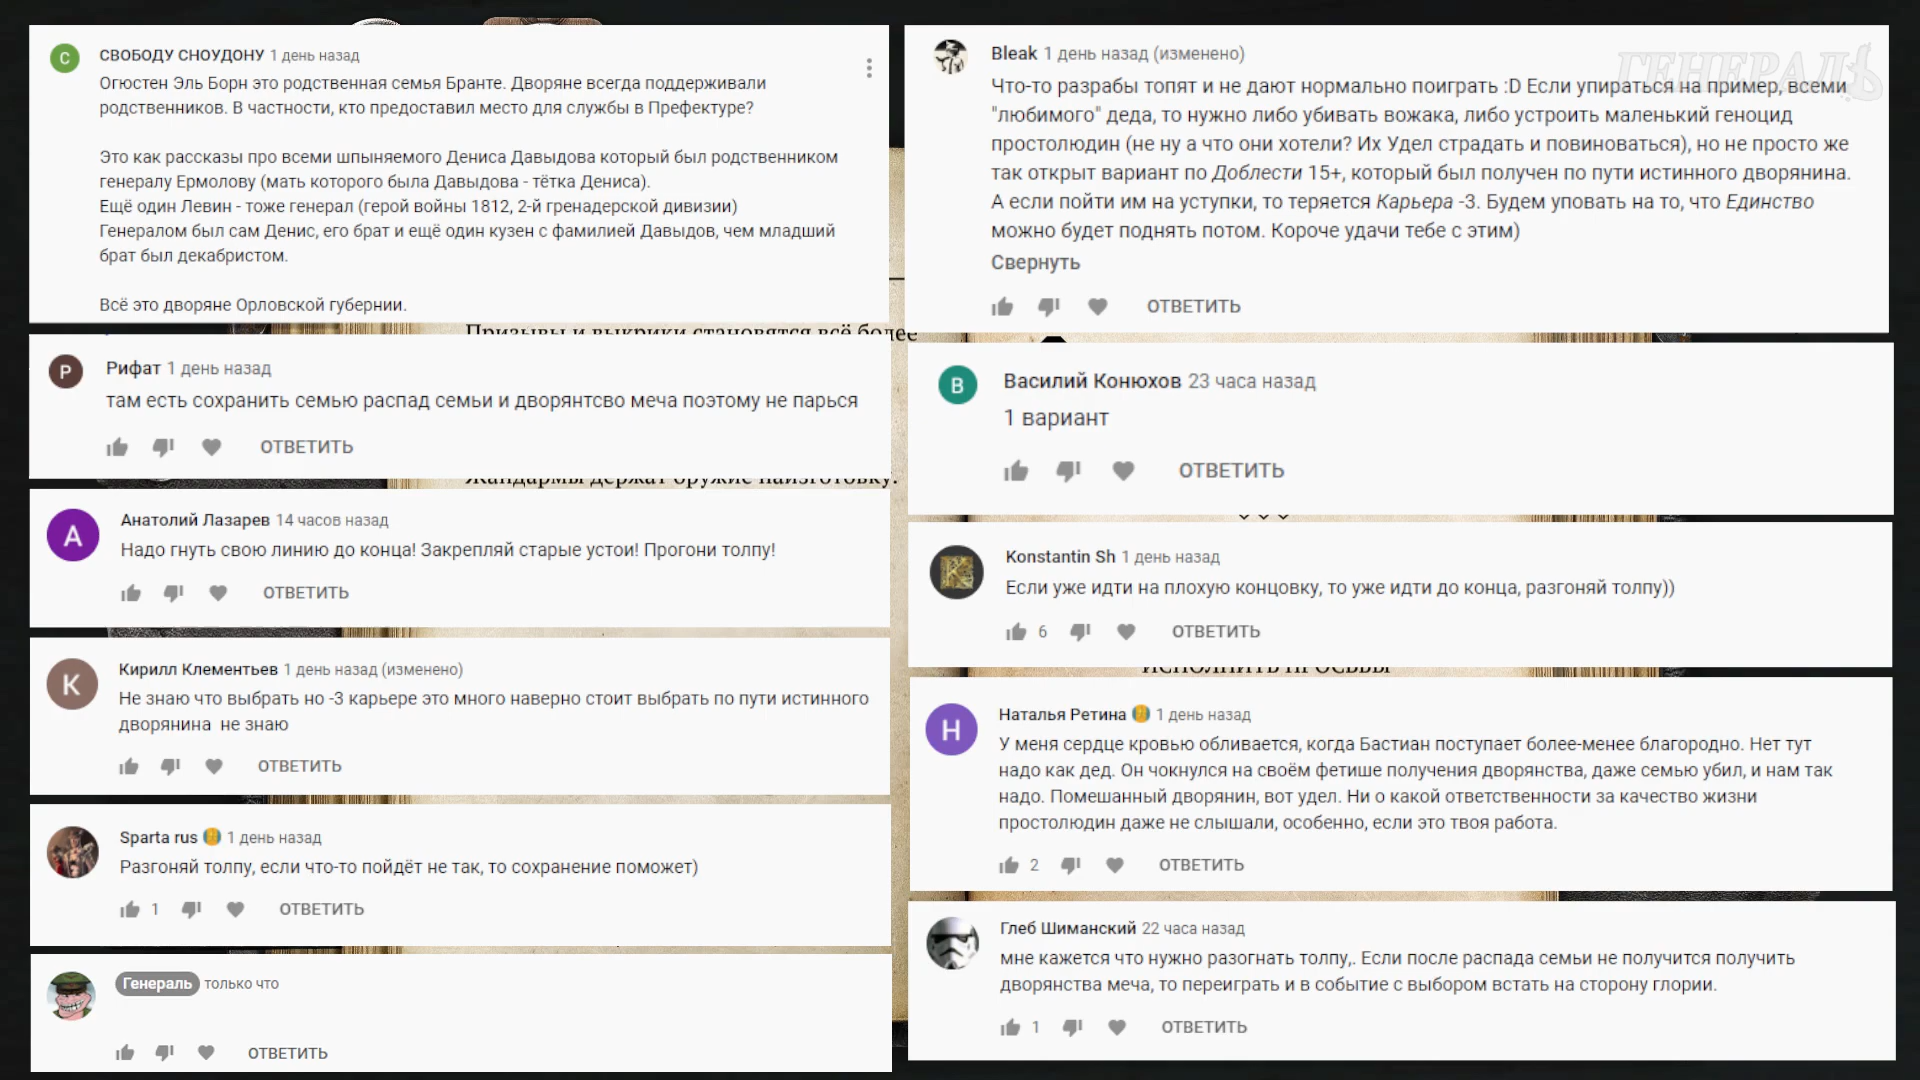 СВОБОДУ СНОУДОНУ 1 день назад
Огюстен Эль Борн это родственная семья Бранте. Дворяне всегда поддерживали
родственников. В частности, кто предоставил место для службы в Префектуре?
Это как рассказы про всеми шпыняемого Дениса Давыдова который был родственником
генералу Ермолову (мать которого была Давыдова - тётка Дениса).
Ещё один Левин - тоже генерал (герой войны 1812, 2-й гренадерской дивизии)
Генералом был сам Денис, его брат и ещё один кузен с фамилией Давыдов, чем младший
брат был декабристом.
Всё это дворяне Орловской губернии.
Призывы и выкрики становятся всё более
Рифат 1 день назад
там есть сохранить семью распад семьи и дворянтсво меча поэтому не парься
ОТВЕТИТЬ
Жандармы держат оружие наизготовку.
Анатолий Лазарев 14 часов назад
Надо гнуть свою линию до конца! Закрепляй старые устои! Прогони толпу!
ОТВЕТИТЬ
Кирилл Клементьев 1 день назад (изменено)
Не знаю что выбрать но -3 карьере это много наверно стоит выбрать по пути истинного
дворянина  не знаю
ОТВЕТИТЬ
Sparta rus 1 день назад
Разгоняй толпу, если что-то пойдёт не так, то сохранение поможет)
1 ОТВЕТИТЬ
Генераль только что
ОТВЕТИТЬ
ГЕНЕРАЛЬ
Bleak 1 день назад (изменено)
Что-то разрабы топят и не дают нормально поиграть :D Если упираться на пример, всеми
"любимого" деда, то нужно либо убивать вожака, либо устроить маленький геноцид
простолюдин (не ну а что они хотели? Их Удел страдать и повиноваться), но не просто же
так открыт вариант по Доблести 15+, который был получен по пути истинного дворянина.
А если пойти им на уступки, то теряется Карьера -3. Будем уповать на то, что Единство
можно будет поднять потом. Короче удачи тебе с этим)
Свернуть
ОТВЕТИТЬ
Василий Конюхов 23 часа назад
1 вариант
ОТВЕТИТЬ
Konstantin Sh 1 день назад
Если уже идти на плохую концовку, то уже идти до конца, разгоняй толпу))
6 ОТВЕТИТЬ
ИСПОЛНИТЬ ПРОСЬБЫ
Наталья Ретина 1 день назад
У меня сердце кровью обливается, когда Бастиан поступает более-менее благородно. Нет тут
надо как дед. Он чокнулся на своём фетише получения дворянства, даже семью убил, и нам так
надо. Помешанный дворянин, вот удел. Ни о какой ответственности за качество жизни
простолюдин даже не слышали, особенно, если это твоя работа.
2 ОТВЕТИТЬ
Глеб Шиманский 22 часа назад
мне кажется что нужно разогнать толпу,. Если после распада семьи не получится получить
дворянства меча, то переиграть и в событие с выбором встать на сторону глории.
1 ОТВЕТИТЬ